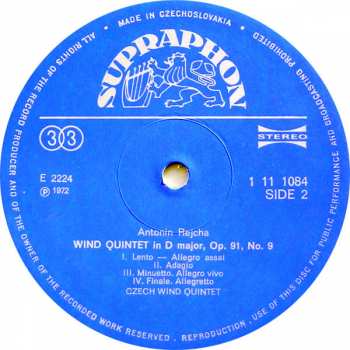 MADE IN CZECHOSLOVAKIA
ALL RIGHTS OF THE RECORD PRODUCER AND OF THE OWNER OF THE RECORDED WORK RESERVED . REPRODUCTION , USE OF THIS DISC FOR PUBLIC PERFORMANCE AND BROADCASTING PROHIBITED
SUPRAPHON
33
STEREO
E 2224
Ⓟ 1972
1 11 1084
SIDE 2
Antonín Rejcha
WIND QUINTET in D major, Op. 91, No. 9
I. Lento — Allegro assai
II. Adagio
III. Minuetto. Allegro vivo
IV. Finale. Allegretto
CZECH WIND QUINTET